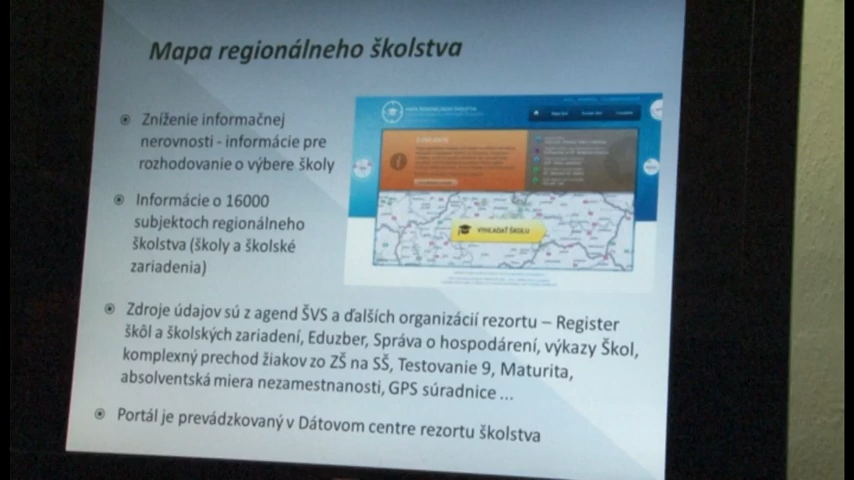 Mapa regionálneho školstva
Zníženie informačnej
nerovnosti - informácie pre
rozhodovanie o výbere školy
Informácie o 16000
subjektoch regionálneho
školstva (školy a školské
zariadenia)
VYHĽADAŤ ŠKOLU
Zdroje údajov sú z agend ŠVS a ďalších organizácií rezortu – Register
škôl a školských zariadení, Eduzber, Správa o hospodárení, výkazy Škol,
komplexný prechod žiakov zo ZŠ na SŠ, Testovanie 9, Maturita,
absolventská miera nezamestnanosti, GPS súradnice ...
Portál je prevádzkovaný v Dátovom centre rezortu školstva